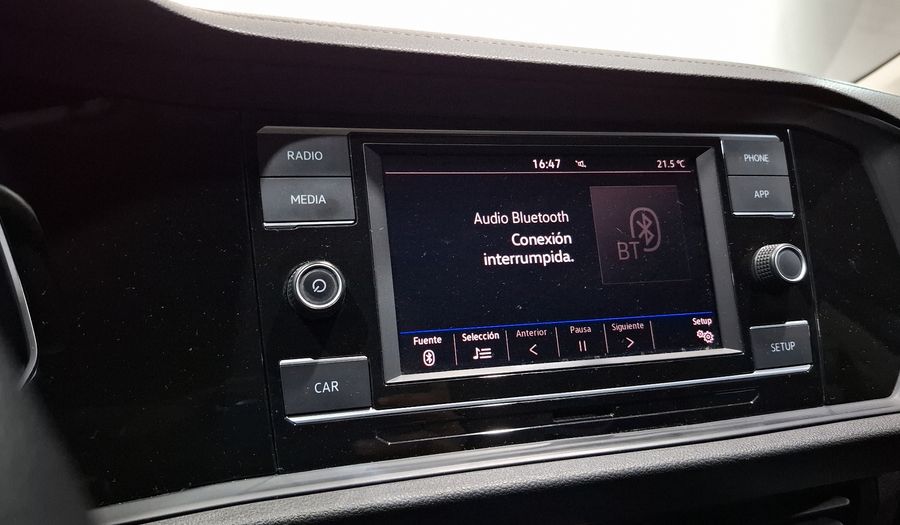 RADIO
MEDIA
CAR
16:47
21.5 °C
Audio Bluetooth
Conexión
interrumpida.
BT
Fuente
Selección
Anterior
Pausa
Siguiente
Setup
PHONE
APP
SETUP